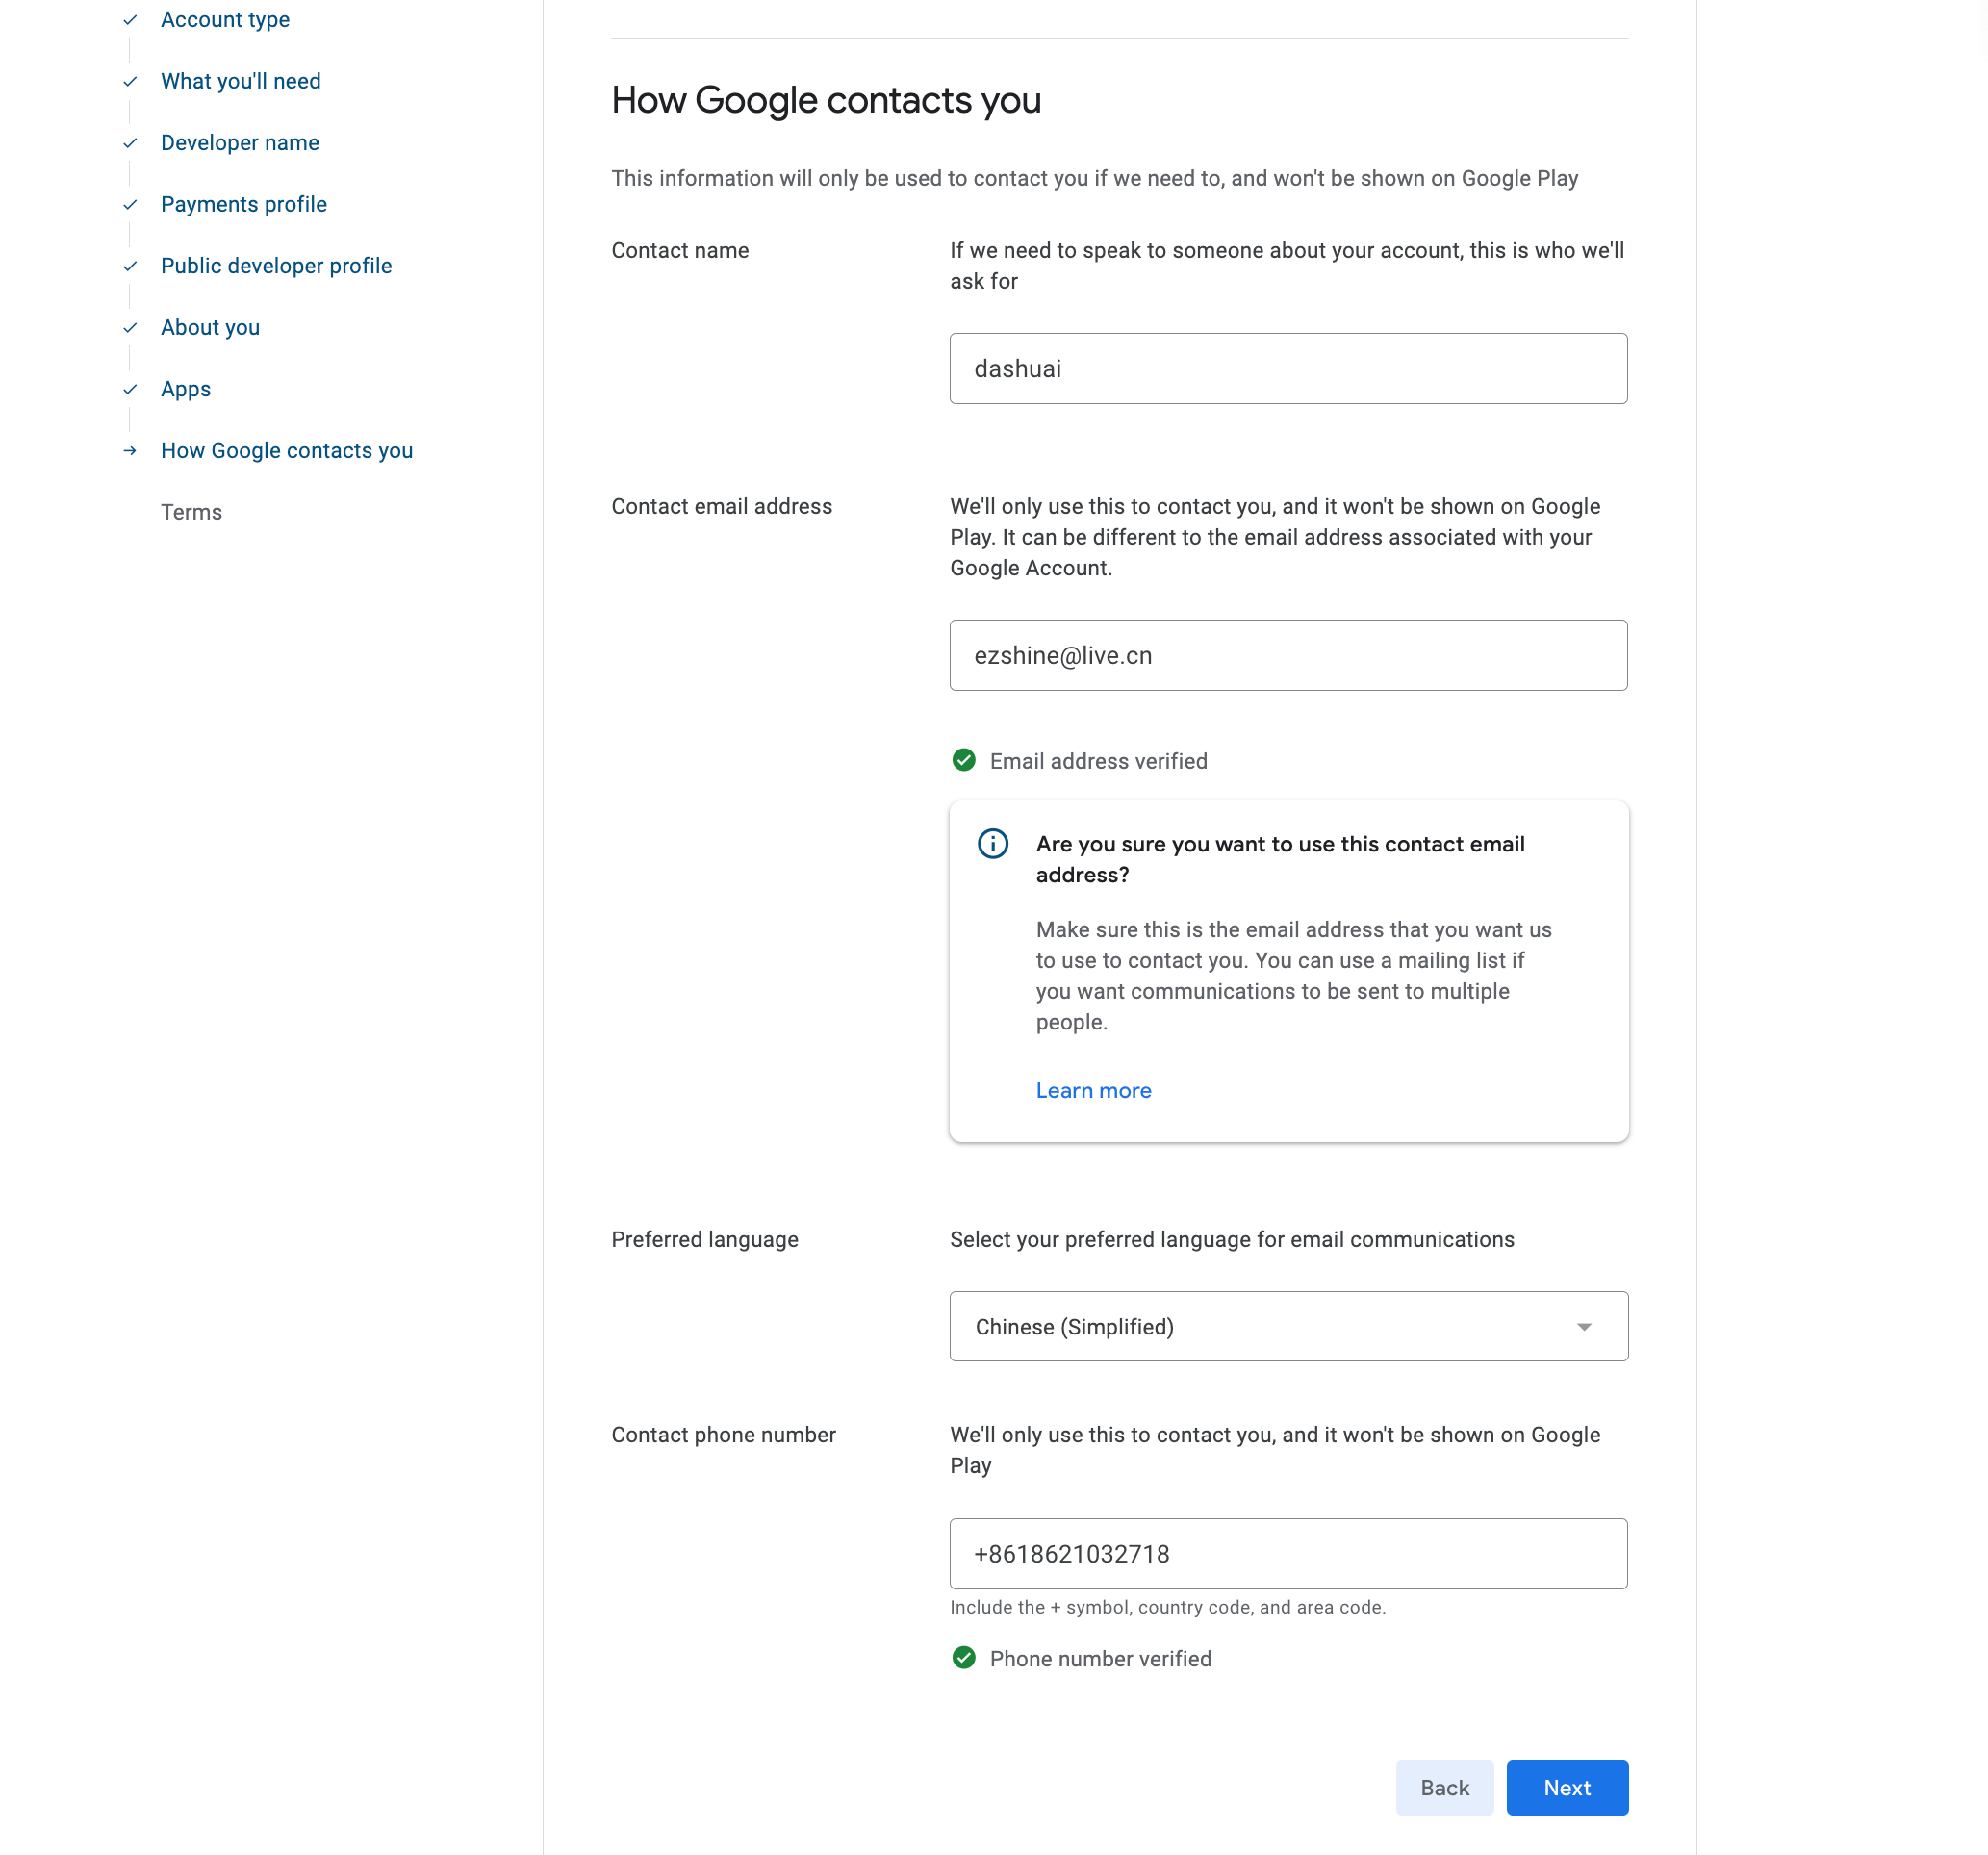 Account type
What you'll need
Developer name
Payments profile
Public developer profile
About you
Apps
How Google contacts you
Terms
How Google contacts you
This information will only be used to contact you if we need to, and won't be shown on Google Play
Contact name
If we need to speak to someone about your account, this is who we'll
ask for
dashuai
Contact email address
We'll only use this to contact you, and it won't be shown on Google
Play. It can be different to the email address associated with your
Google Account.
ezshine@live.cn
Email address verified
Are you sure you want to use this contact email
address?
Make sure this is the email address that you want us
to use to contact you. You can use a mailing list if
you want communications to be sent to multiple
people.
Learn more
Preferred language
Select your preferred language for email communications
Chinese (Simplified)
Contact phone number
We'll only use this to contact you, and it won't be shown on Google
Play
+8618621032718
Include the + symbol, country code, and area code.
Phone number verified
Back
Next